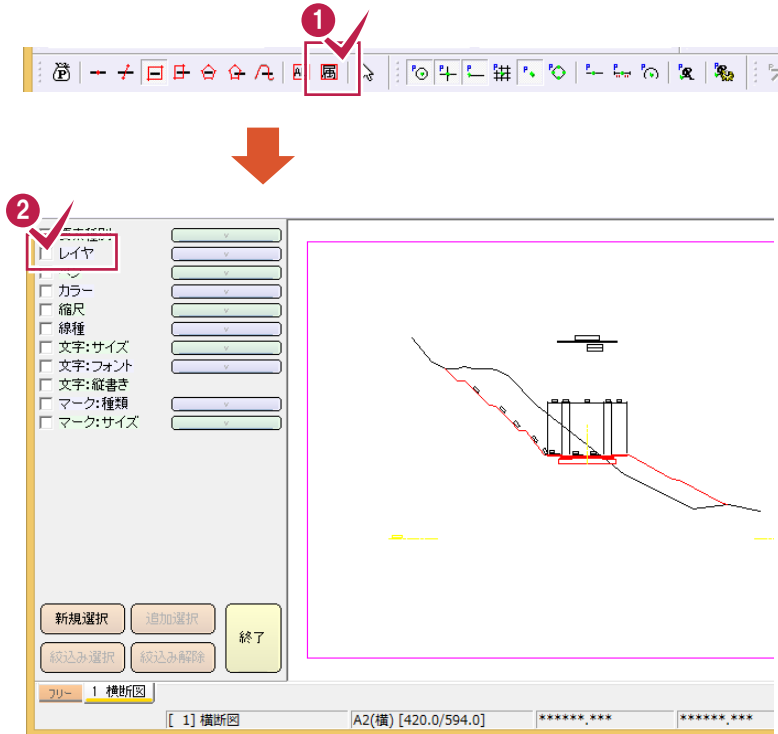 1
属
2
レイヤ
カラー
縮尺
線種
文字:サイズ
文字:フォント
文字:縦書き
マーク:種類
マーク:サイズ
新規選択
追加選択
絞込み選択
絞込み解除
終了
フリー
1 横断図
[ 1] 横断図
A2(横) [420.0/594.0]
******.***
******.***